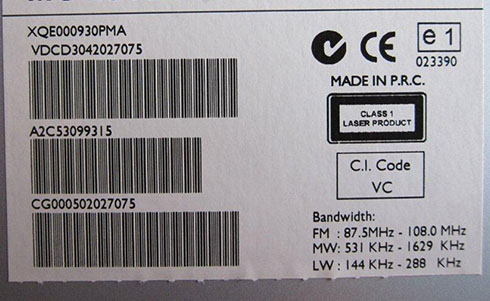 XQE000930PMA
VDCD3042027075
A2C53099315
CG000502027075
CE
e1
023390
MADE IN P.R.C.
CLASS 1
LASER PRODUCT
C.I. Code
VC
Bandwidth:
FM : 87.5MHz - 108.0 MHz
MW: 531 KHz - 1629 KHz
LW : 144 KHz - 288 KHz